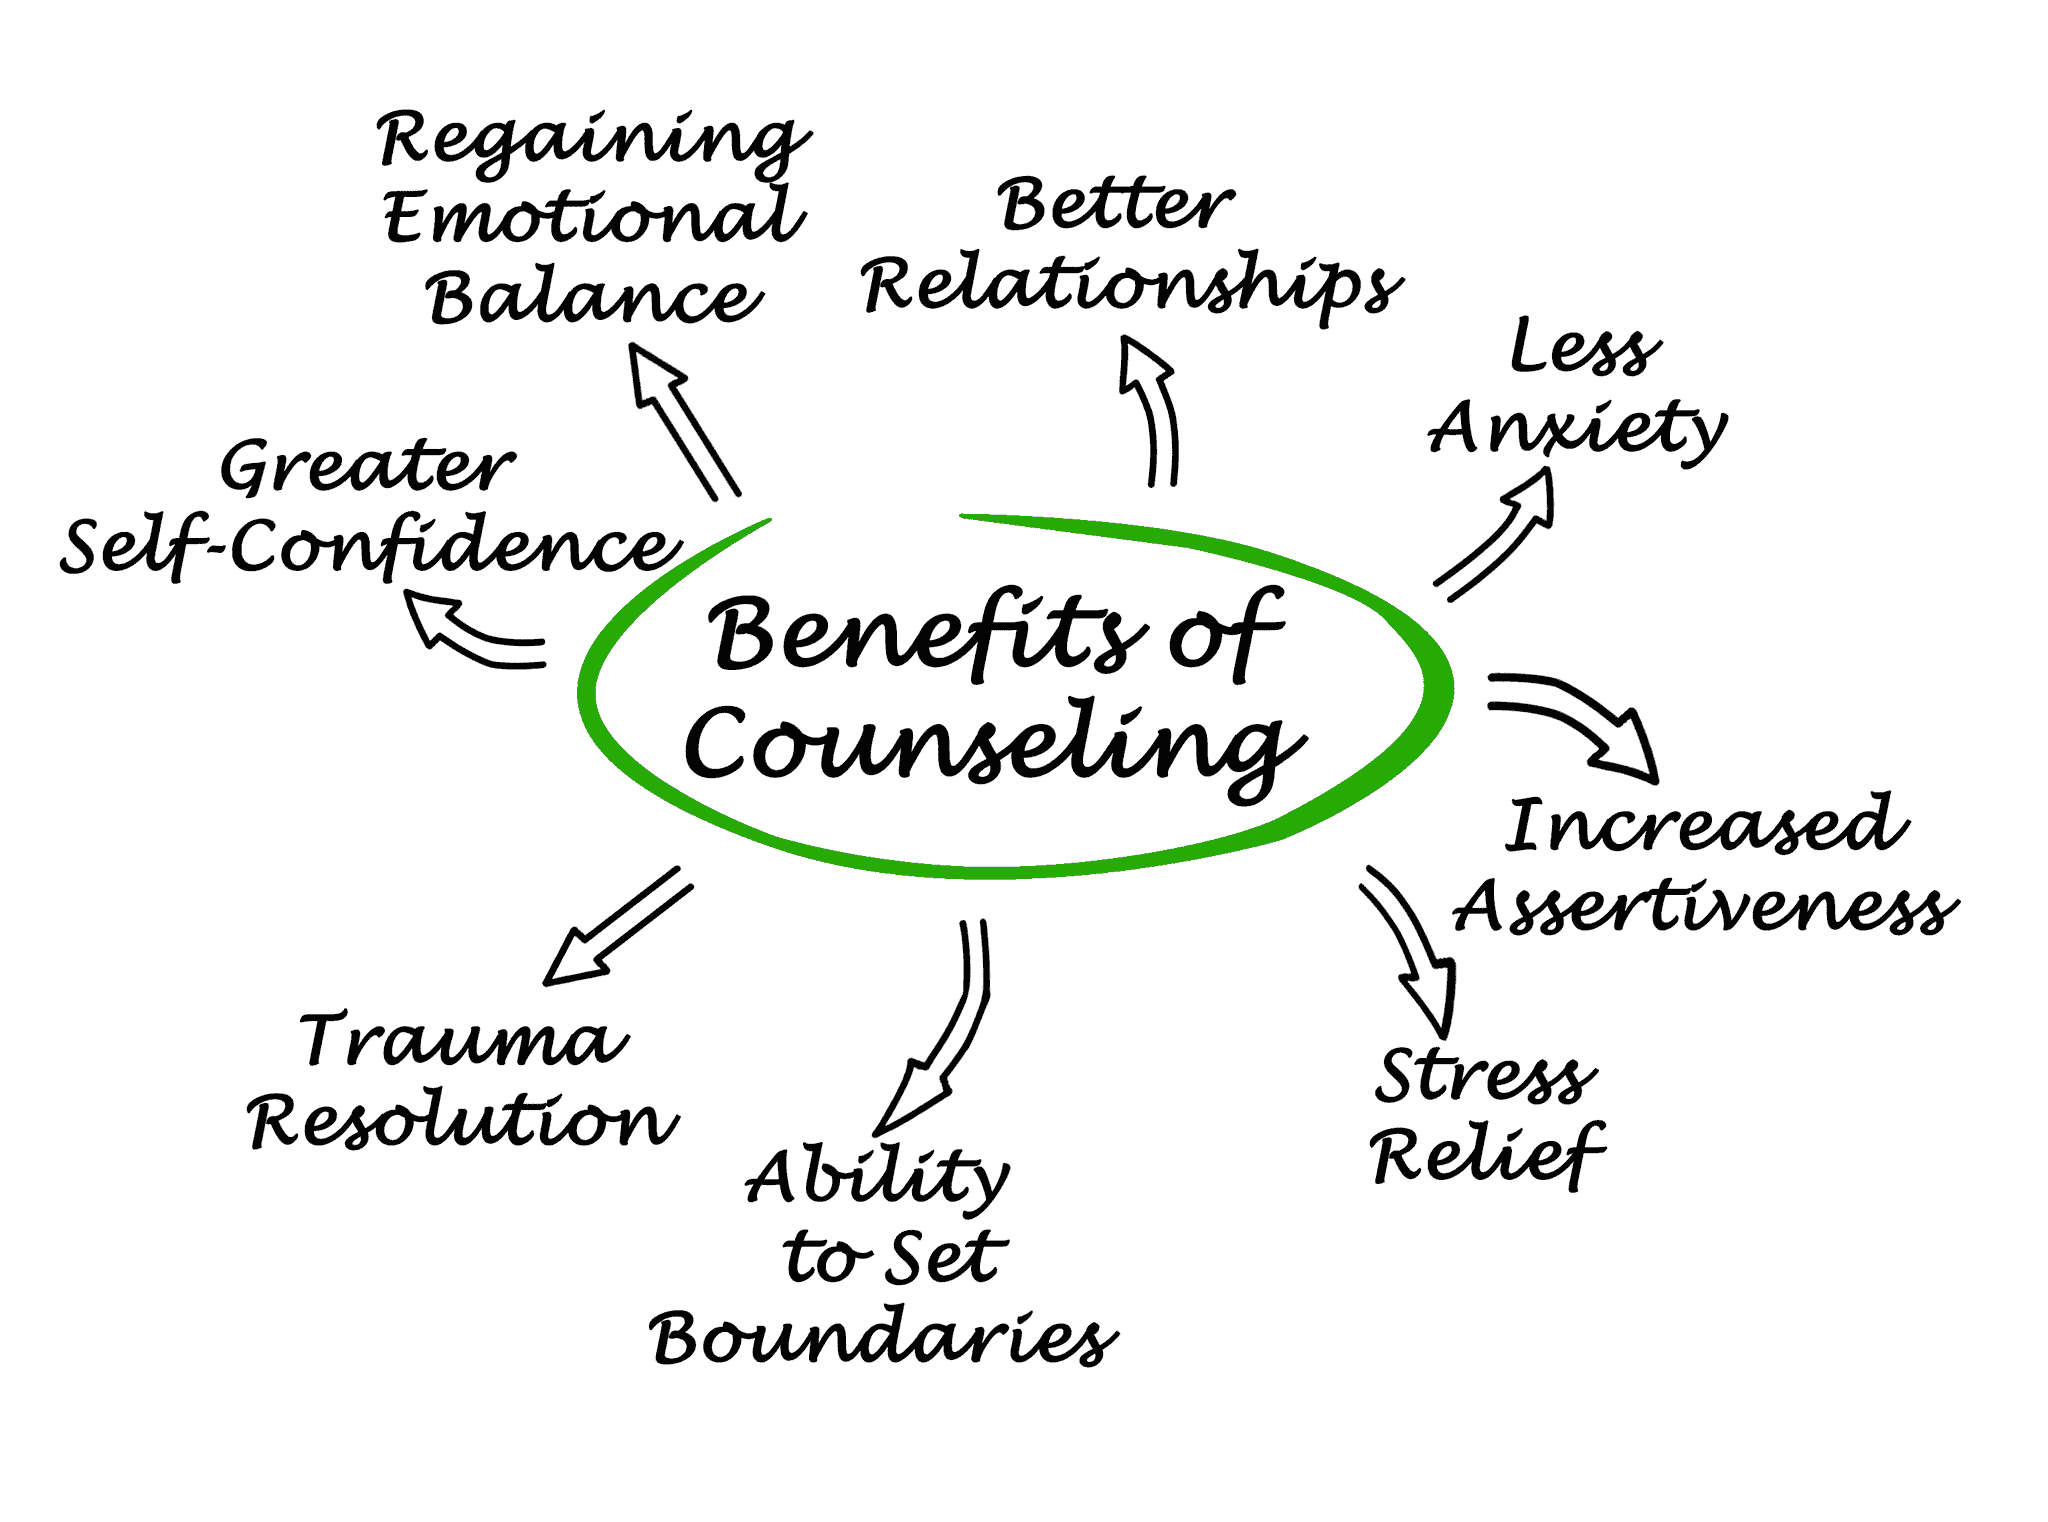 Regaining
Emotional
Balance
Better
Relationships
Less
Anxiety
Greater
Self-Confidence
Benefits of
Counseling
Increased
Assertiveness
Trauma
Resolution
Ability
to Set
Boundaries
Stress
Relief